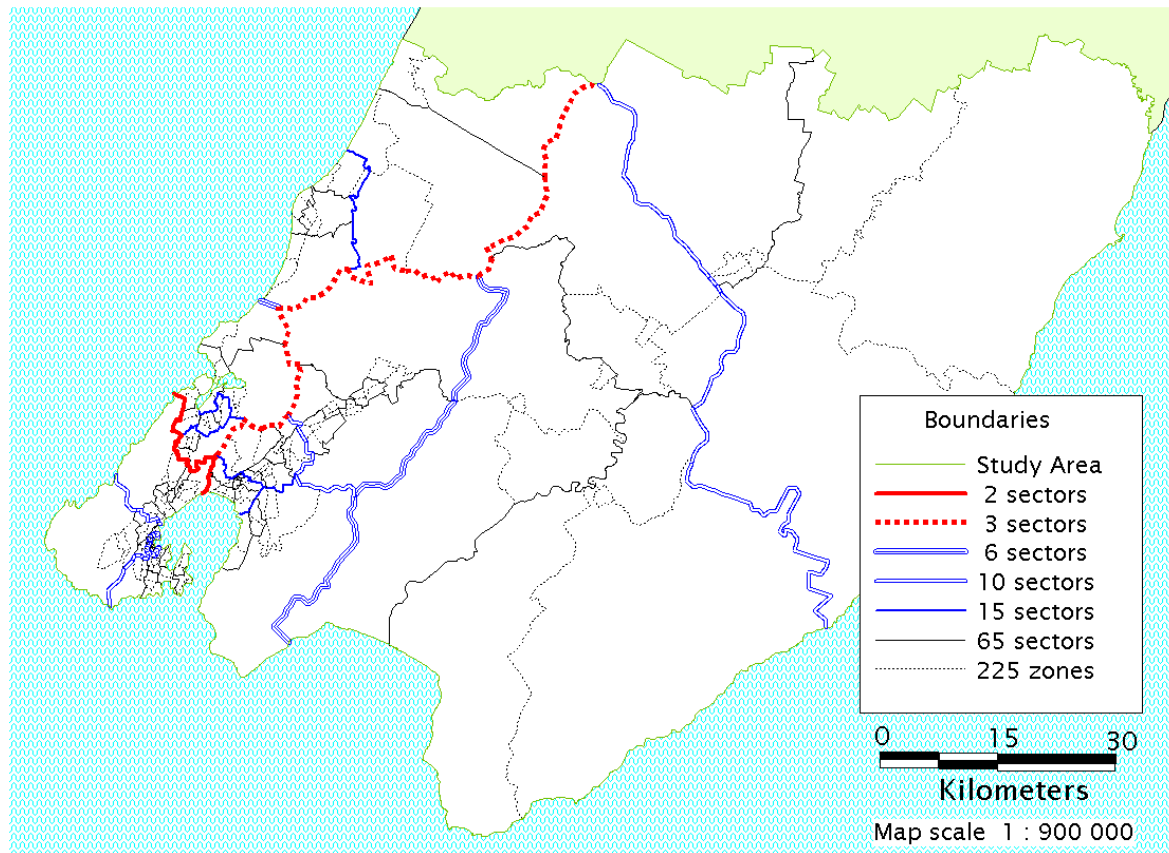 Boundaries
Study Area
2 sectors
3 sectors
6 sectors
10 sectors
15 sectors
65 sectors
225 zones
0 15 30
Kilometers
Map scale 1 : 900 000